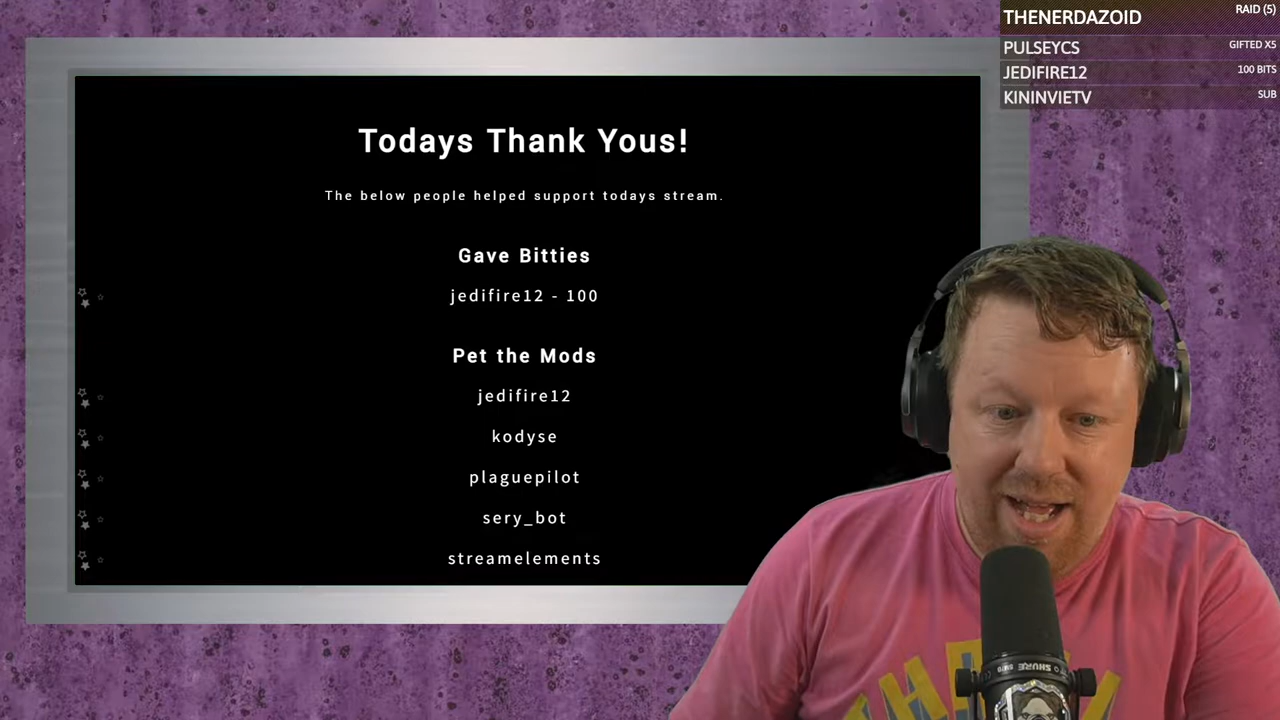 THENERDAZOID RAID (5)
PULSEYCS GIFTED X5
JEDIFIRE12 100 BITS
KININVIETV SUB
Todays Thank Yous!
The below people helped support todays stream.
Gave Bitties
jedifire12 - 100
Pet the Mods
jedifire12
kodyse
plaguepilot
sery_bot
streamelements
SHURE